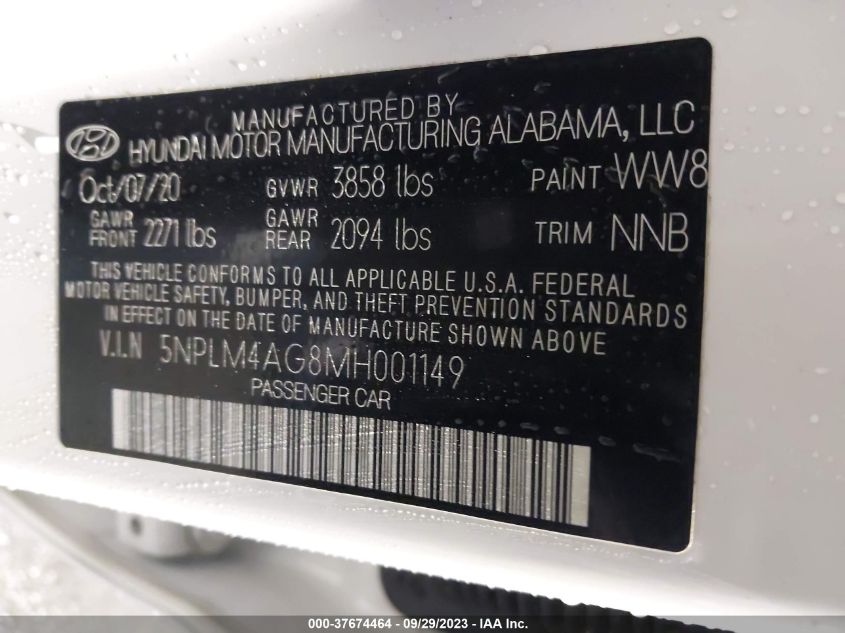 MANUFACTURED BY
HYUNDAI MOTOR MANUFACTURING ALABAMA, LLC
Oct/07/20 GVWR 3858 lbs PAINT WW8
GAWR FRONT 2271 lbs GAWR REAR 2094 lbs TRIM NNB
THIS VEHICLE CONFORMS TO ALL APPLICABLE U.S.A. FEDERAL
MOTOR VEHICLE SAFETY, BUMPER, AND THEFT PREVENTION STANDARDS
IN EFFECT ON THE DATE OF MANUFACTURE SHOWN ABOVE
V.I.N 5NPLM4AG8MH001149
PASSENGER CAR
000-37674464 - 09/29/2023 - IAA Inc.